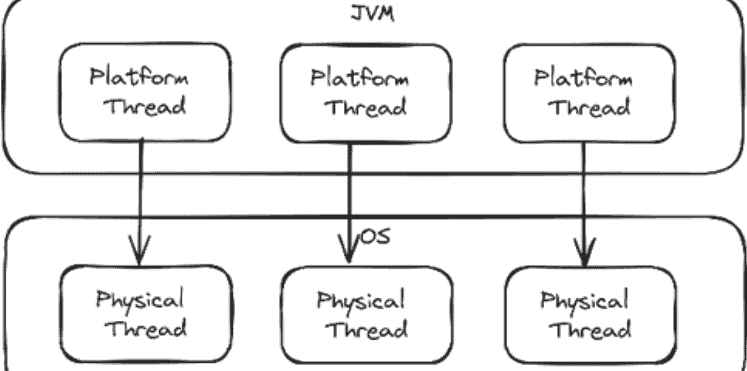 JVM
Platform
Thread
Platform
Thread
Platform
Thread
OS
Physical
Thread
Physical
Thread
Physical
Thread